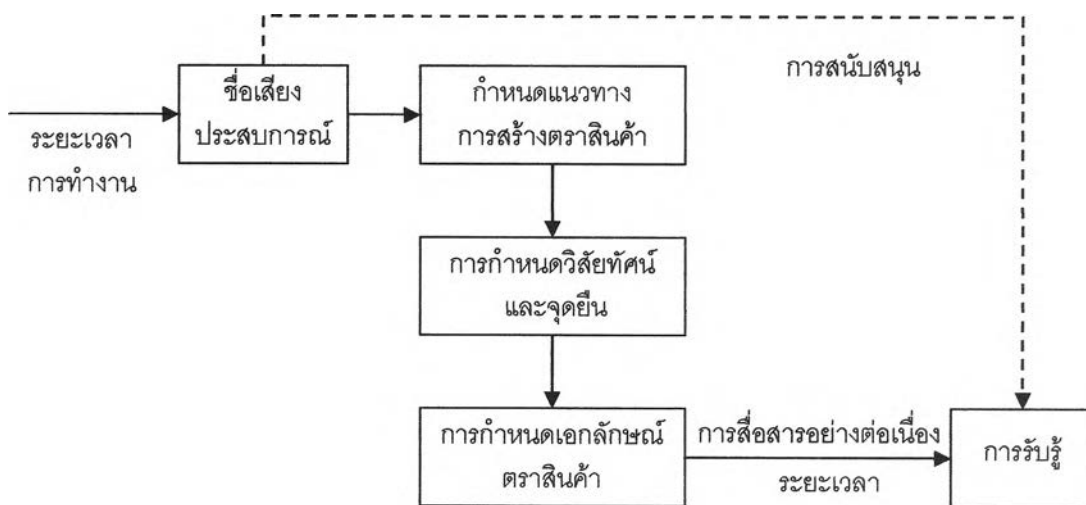 การสนับสนุน
ชื่อเสียง
ประสบการณ์
กำหนดแนวทาง
การสร้างตราสินค้า
ระยะเวลา
การทำงาน
การกำหนดวิสัยทัศน์
และจุดยืน
การกำหนดเอกลักษณ์
ตราสินค้า
การสื่อสารอย่างต่อเนื่อง
ระยะเวลา
การรับรู้